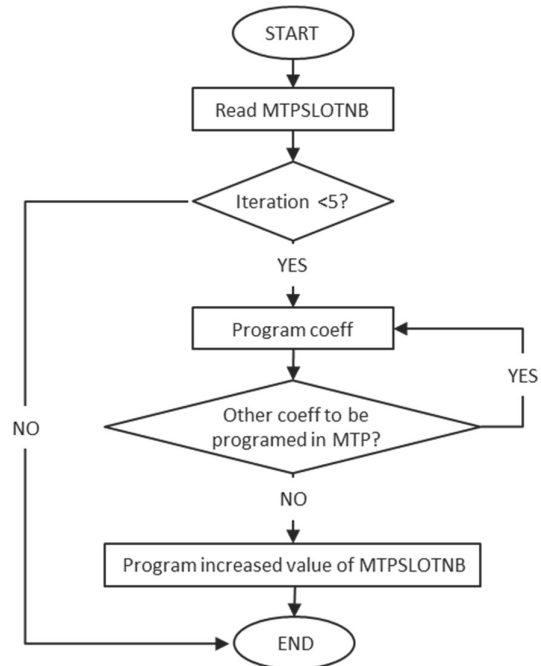 START
Read MTPSLOTNB
Iteration <5?
YES
Program coeff
YES
Other coeff to be
programed in MTP?
NO
NO
Program increased value of MTPSLOTNB
END